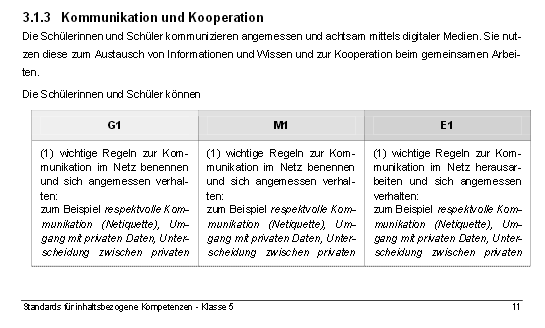 3.1.3 Kommunikation und Kooperation
Die Schülerinnen und Schüler kommunizieren angemessen und achtsam mittels digitaler Medien. Sie nut-
zen diese zum Austausch von Informationen und Wissen und zur Kooperation beim gemeinsamen Arbei-
ten.
Die Schülerinnen und Schüler können
G1
(1) wichtige Regeln zur Kom-
munikation im Netz benennen
und sich angemessen verhal-
ten:
zum Beispiel respektvolle Kom-
munikation (Netiquette), Um-
gang mit privaten Daten, Unter-
scheidung zwischen privaten
M1
(1) wichtige Regeln zur Kom-
munikation im Netz benennen
und sich angemessen verhal-
ten:
zum Beispiel respektvolle Kom-
munikation (Netiquette), Um-
gang mit privaten Daten, Unter-
scheidung zwischen privaten
E1
(1) wichtige Regeln zur Kom-
munikation im Netz herausar-
beiten und sich angemessen
verhalten:
zum Beispiel respektvolle Kom-
munikation (Netiquette), Um-
gang mit privaten Daten, Unter-
scheidung zwischen privaten
Standards für inhaltsbezogene Kompetenzen - Klasse 5 11